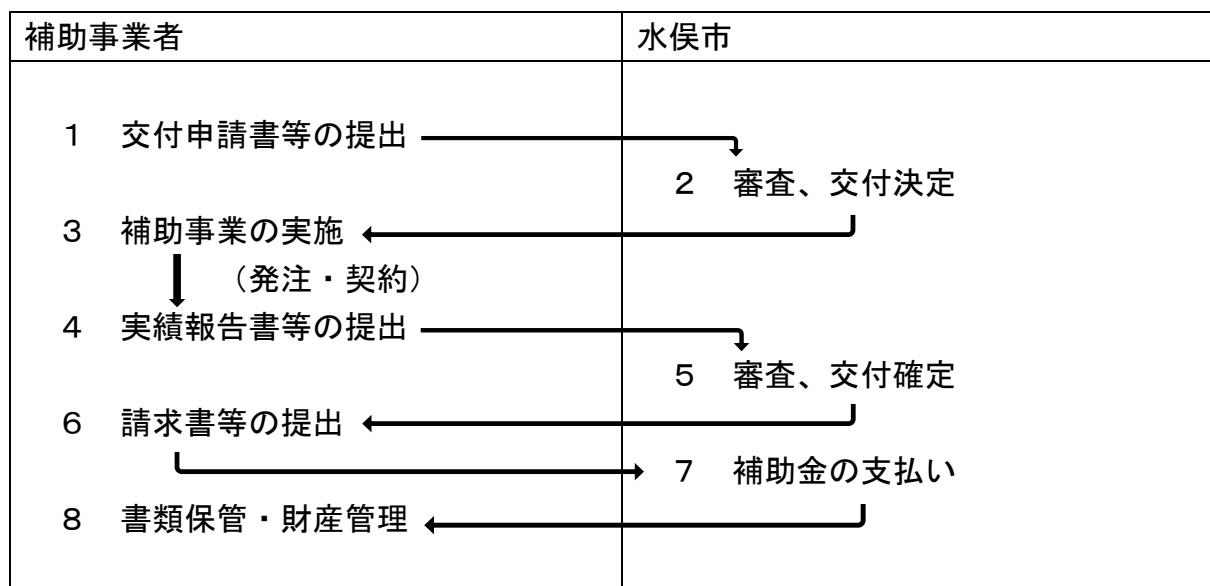 補助事業者
水俣市
１　交付申請書等の提出
２　審査、交付決定
３　補助事業の実施
（発注・契約）
４　実績報告書等の提出
５　審査、交付確定
６　請求書等の提出
７　補助金の支払い
８　書類保管・財産管理